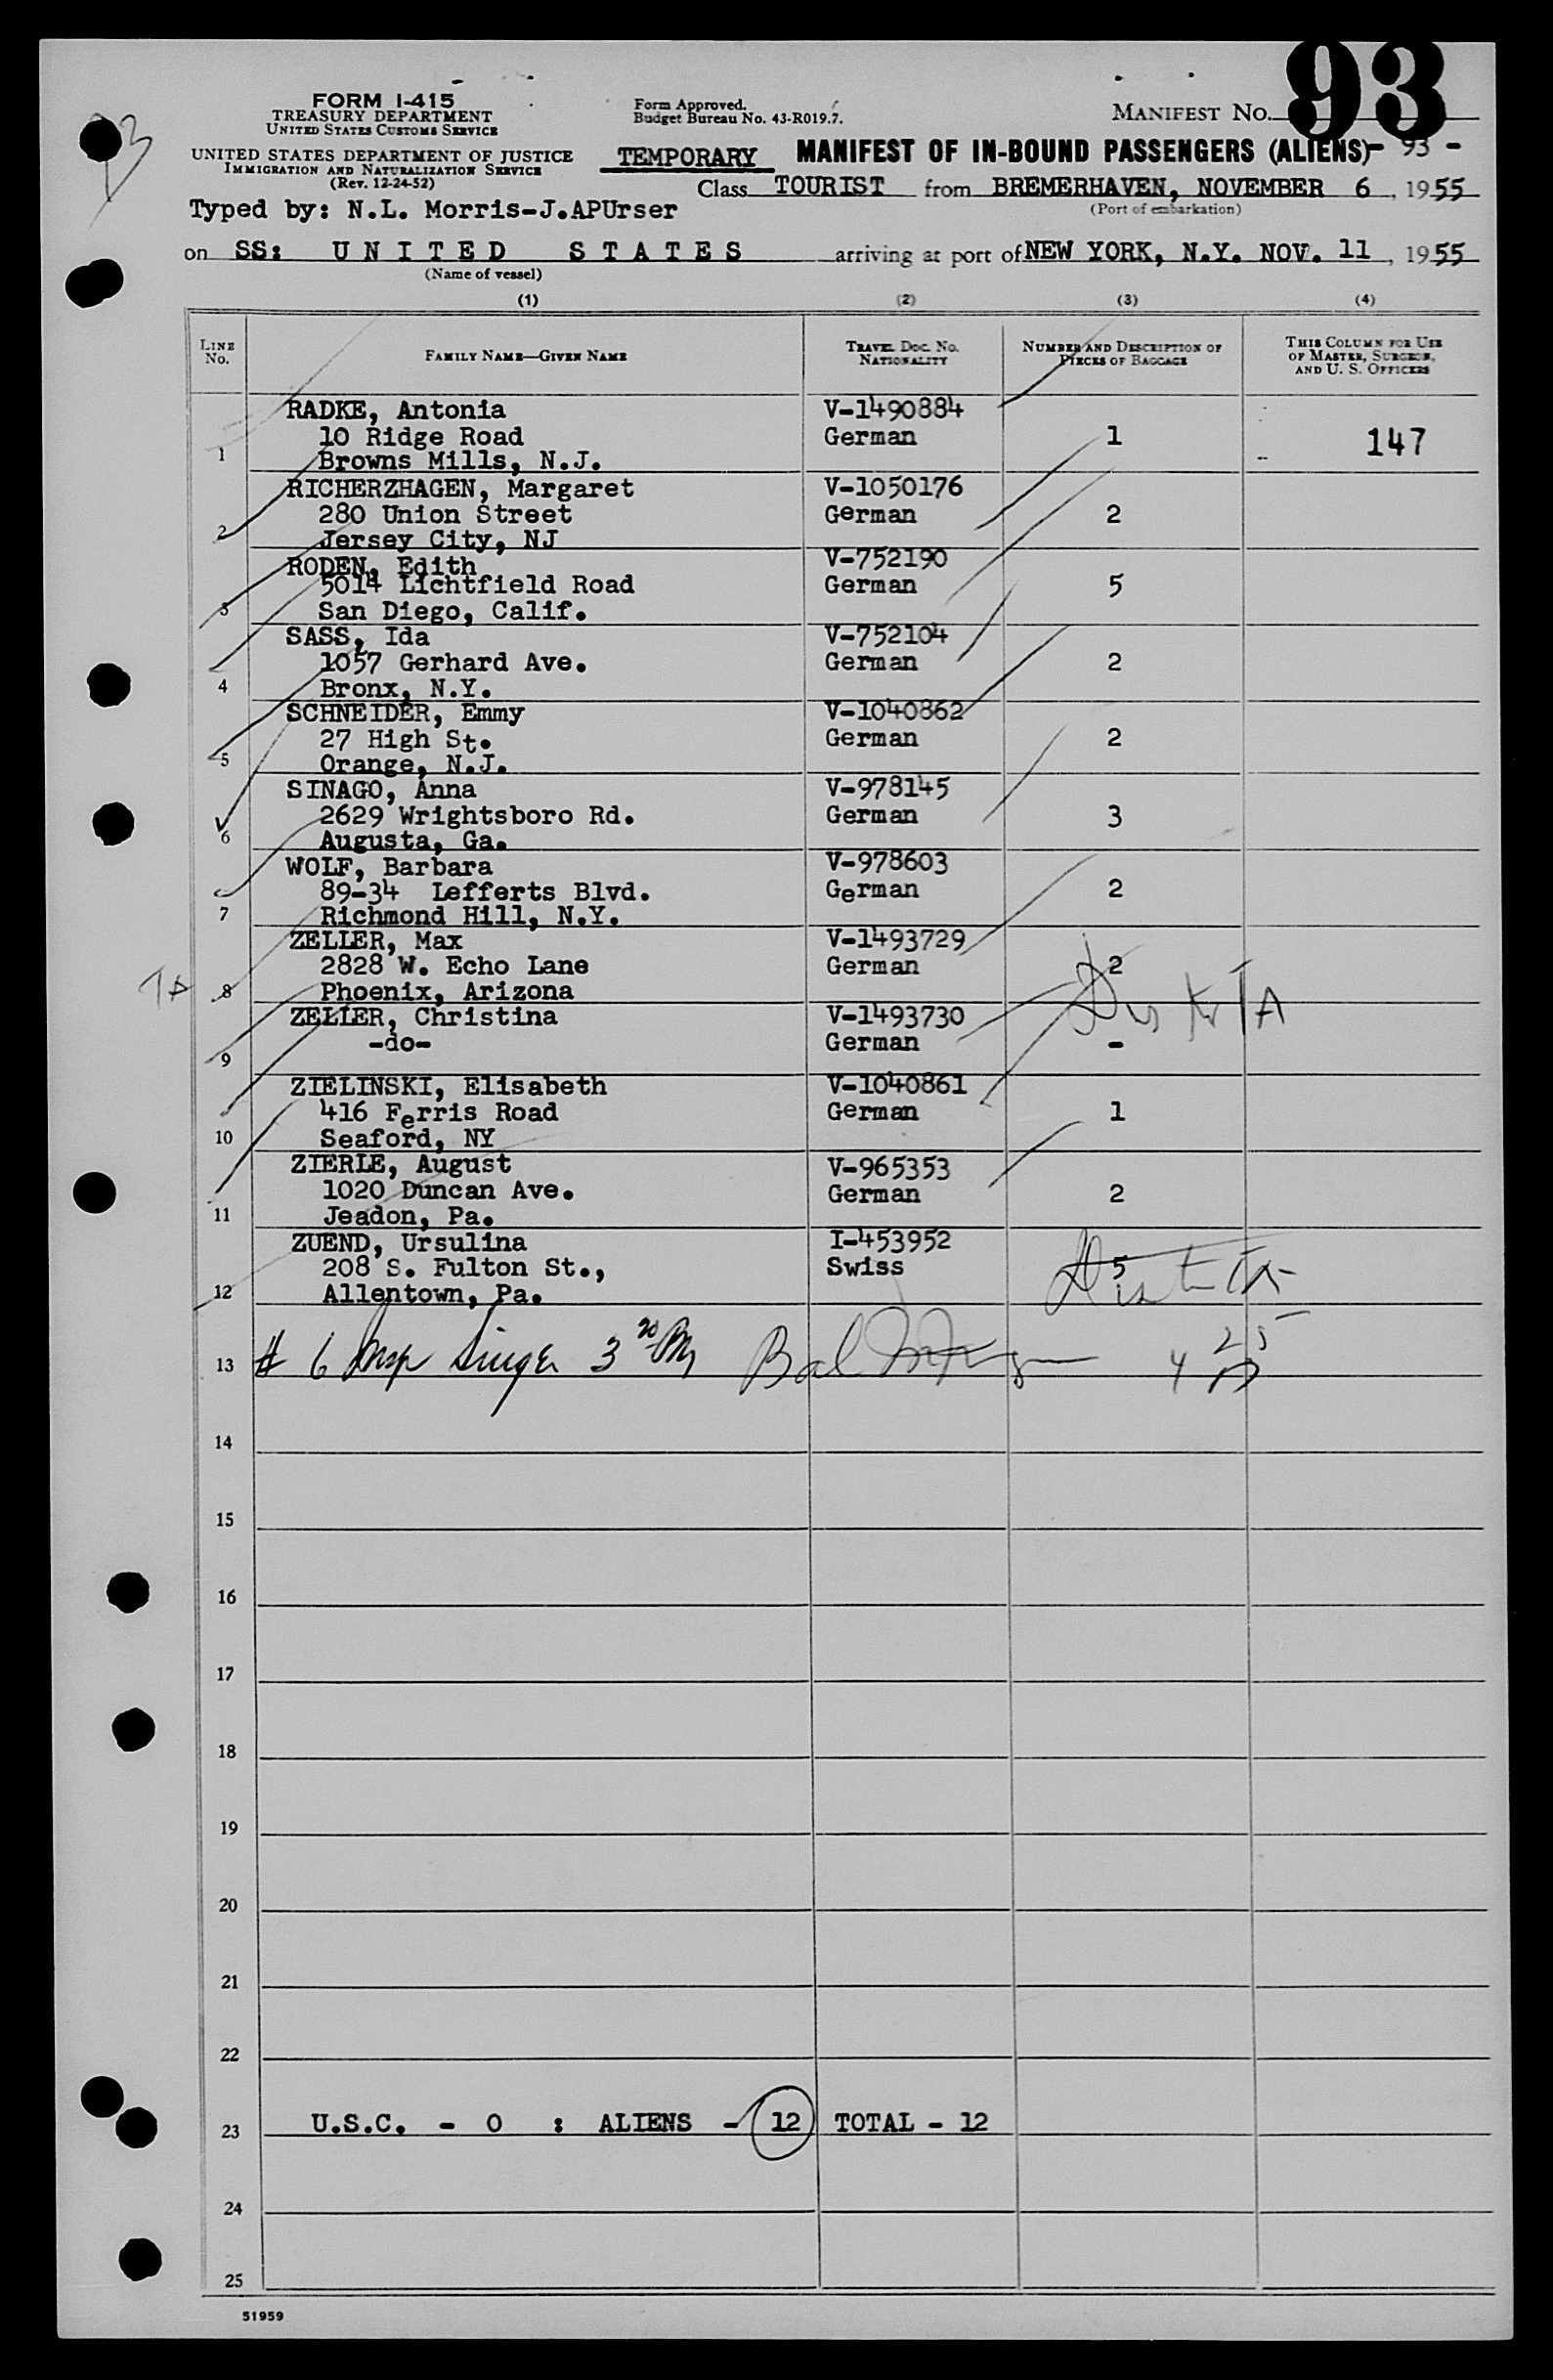 93
FORM I-415
TREASURY DEPARTMENT
UNITED STATES CUSTOMS SERVICE
Form Approved.
Budget Bureau No. 43-R019.7.
MANIFEST No. 93
UNITED STATES DEPARTMENT OF JUSTICE
IMMIGRATION AND NATURALIZATION SERVICE
(Rev. 12-24-52)
TEMPORARY MANIFEST OF IN-BOUND PASSENGERS (ALIENS)- 93 -
Class TOURIST from BREMERHAVEN, NOVEMBER 6, 1955
(Port of embarkation)
Typed by: N.L. Morris-J.APUrser
on SS: UNITED STATES arriving at port of NEW YORK, N.Y. NOV. 11, 1955
(Name of vessel)
(1) (2) (3) (4)
LINE No. FAMILY NAME—GIVEN NAME TRAVEL DOC. NO. NATIONALITY NUMBER AND DESCRIPTION OF PIECES OF BAGGAGE THIS COLUMN FOR USE OF MASTER, SURGEON, AND U. S. OFFICERS
RADKE, Antonia V-1490884
10 Ridge Road German 1 147
1 Browns Mills, N.J.
RICHERZHAGEN, Margaret V-1050176
280 Union Street German 2
2 Jersey City, NJ
RODEN, Edith V-752190
5014 Lichtfield Road German 5
3 San Diego, Calif.
SASS, Ida V-752104
1057 Gerhard Ave. German 2
4 Bronx, N.Y.
SCHNEIDER, Emmy V-1040862
27 High St. German 2
5 Orange, N.J.
SINAGO, Anna V-978145
2629 Wrightsboro Rd. German 3
6 Augusta, Ga.
WOLF, Barbara V-978603
89-34 Lefferts Blvd. German 2
7 Richmond Hill, N.Y.
ZELLER, Max V-1493729
2828 W. Echo Lane German 2
8 Phoenix, Arizona
ZELLER, Christina V-1493730
-do- German -
9
ZIELINSKI, Elisabeth V-1040861
416 Ferris Road German 1
10 Seaford, NY
ZIERLE, August V-965353
1020 Duncan Ave. German 2
11 Jeadon, Pa.
ZUEND, Ursulina I-453952
208 S. Fulton St., Swiss 5
12 Allentown, Pa.
13 # 6 Insp Singer 3 20 PM Bal 4 25
14
15
16
17
18
19
20
21
22
23 U.S.C. - 0 : ALIENS - 12 TOTAL - 12
24
25
51959